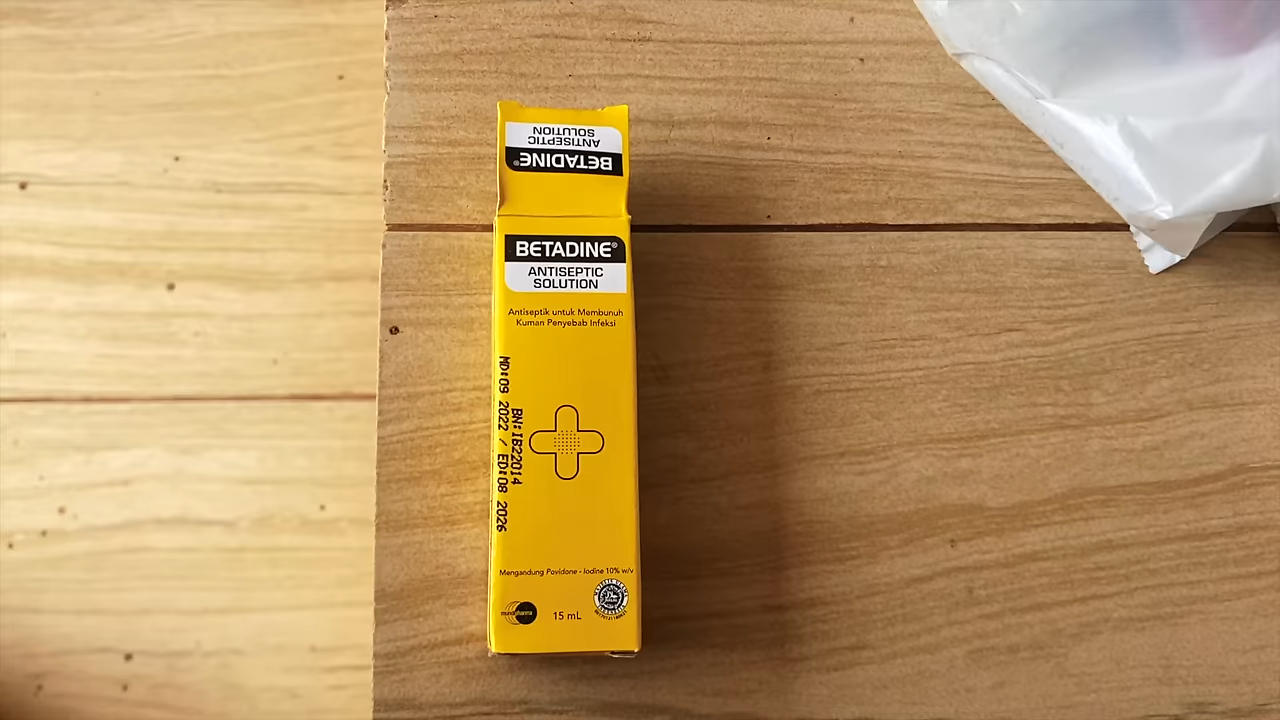 BETADINE®
ANTISEPTIC
SOLUTION
BETADINE®
ANTISEPTIC
SOLUTION
Antiseptik untuk Membunuh
Kuman Penyebab Infeksi
BN:IB22014
MD:09 2022 / ED:08 2026
Mengandung Povidone - Iodine 10% w/v
mundipharma
15 mL